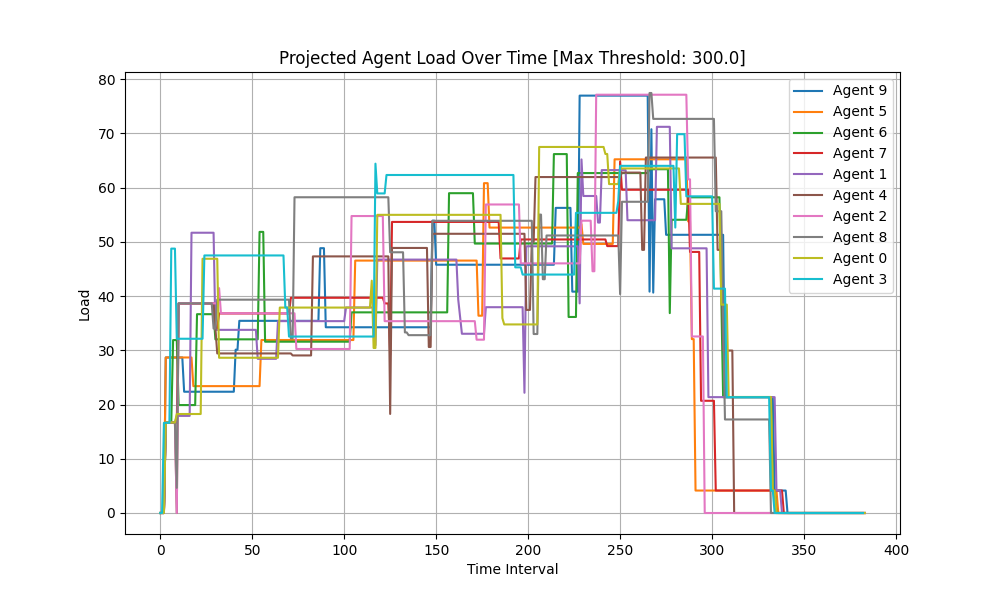 Projected Agent Load Over Time [Max Threshold: 300.0]
Load
80
70
60
50
40
30
20
10
0
0 50 100 150 200 250 300 350 400
Time Interval
Agent 9
Agent 5
Agent 6
Agent 7
Agent 1
Agent 4
Agent 2
Agent 8
Agent 0
Agent 3